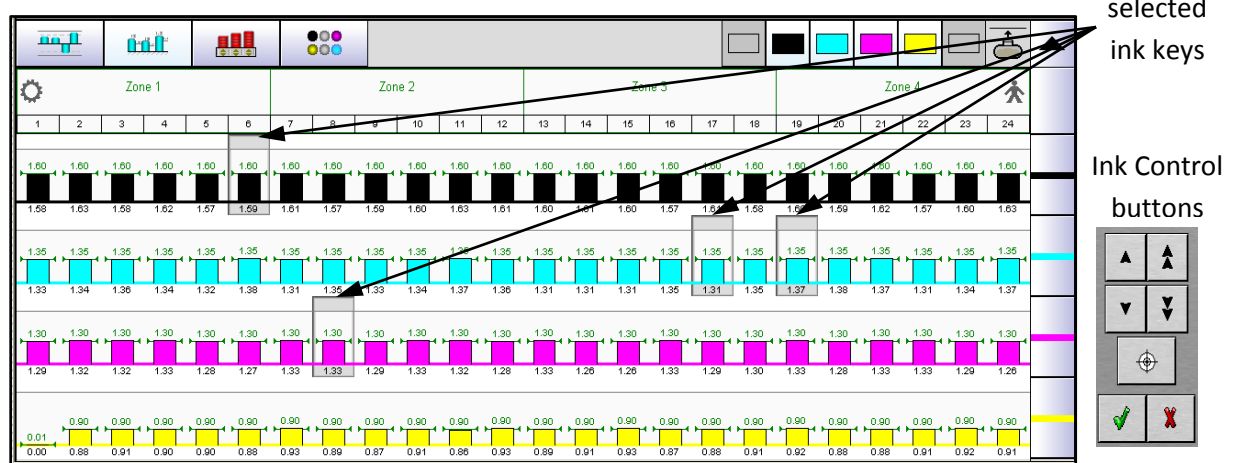 selected
ink keys
Zone 1 Zone 2 Zone 3 Zone 4
1 2 3 4 5 6 7 8 9 10 11 12 13 14 15 16 17 18 19 20 21 22 23 24
1.60 1.60 1.60 1.60 1.60 1.60 1.60 1.60 1.60 1.60 1.60 1.60 1.60 1.60 1.60 1.60 1.60 1.60 1.60 1.60 1.60 1.60 1.60 1.60
1.58 1.63 1.58 1.62 1.57 1.59 1.61 1.57 1.59 1.60 1.63 1.61 1.60 1.61 1.60 1.57 1.61 1.58 1.59 1.62 1.57 1.60 1.63
1.35 1.35 1.35 1.35 1.35 1.35 1.35 1.35 1.35 1.35 1.35 1.35 1.35 1.35 1.35 1.35 1.35 1.35 1.35 1.35 1.35 1.35 1.35 1.35
1.33 1.34 1.36 1.34 1.32 1.38 1.31 1.35 1.33 1.34 1.37 1.36 1.31 1.31 1.31 1.35 1.31 1.35 1.37 1.38 1.37 1.31 1.34 1.37
1.30 1.30 1.30 1.30 1.30 1.30 1.30 1.30 1.30 1.30 1.30 1.30 1.30 1.30 1.30 1.30 1.30 1.30 1.30 1.30 1.30 1.30 1.30 1.30
1.29 1.32 1.32 1.33 1.28 1.27 1.33 1.33 1.29 1.33 1.32 1.28 1.33 1.26 1.26 1.33 1.29 1.30 1.33 1.28 1.33 1.33 1.29 1.26
0.01 0.90 0.90 0.90 0.90 0.90 0.90 0.90 0.90 0.90 0.90 0.90 0.90 0.90 0.90 0.90 0.90 0.90 0.90 0.90 0.90 0.90 0.90 0.90
0.00 0.88 0.91 0.90 0.90 0.88 0.93 0.89 0.87 0.91 0.86 0.93 0.89 0.91 0.93 0.87 0.88 0.91 0.92 0.88 0.88 0.91 0.92 0.91
Ink Control
buttons